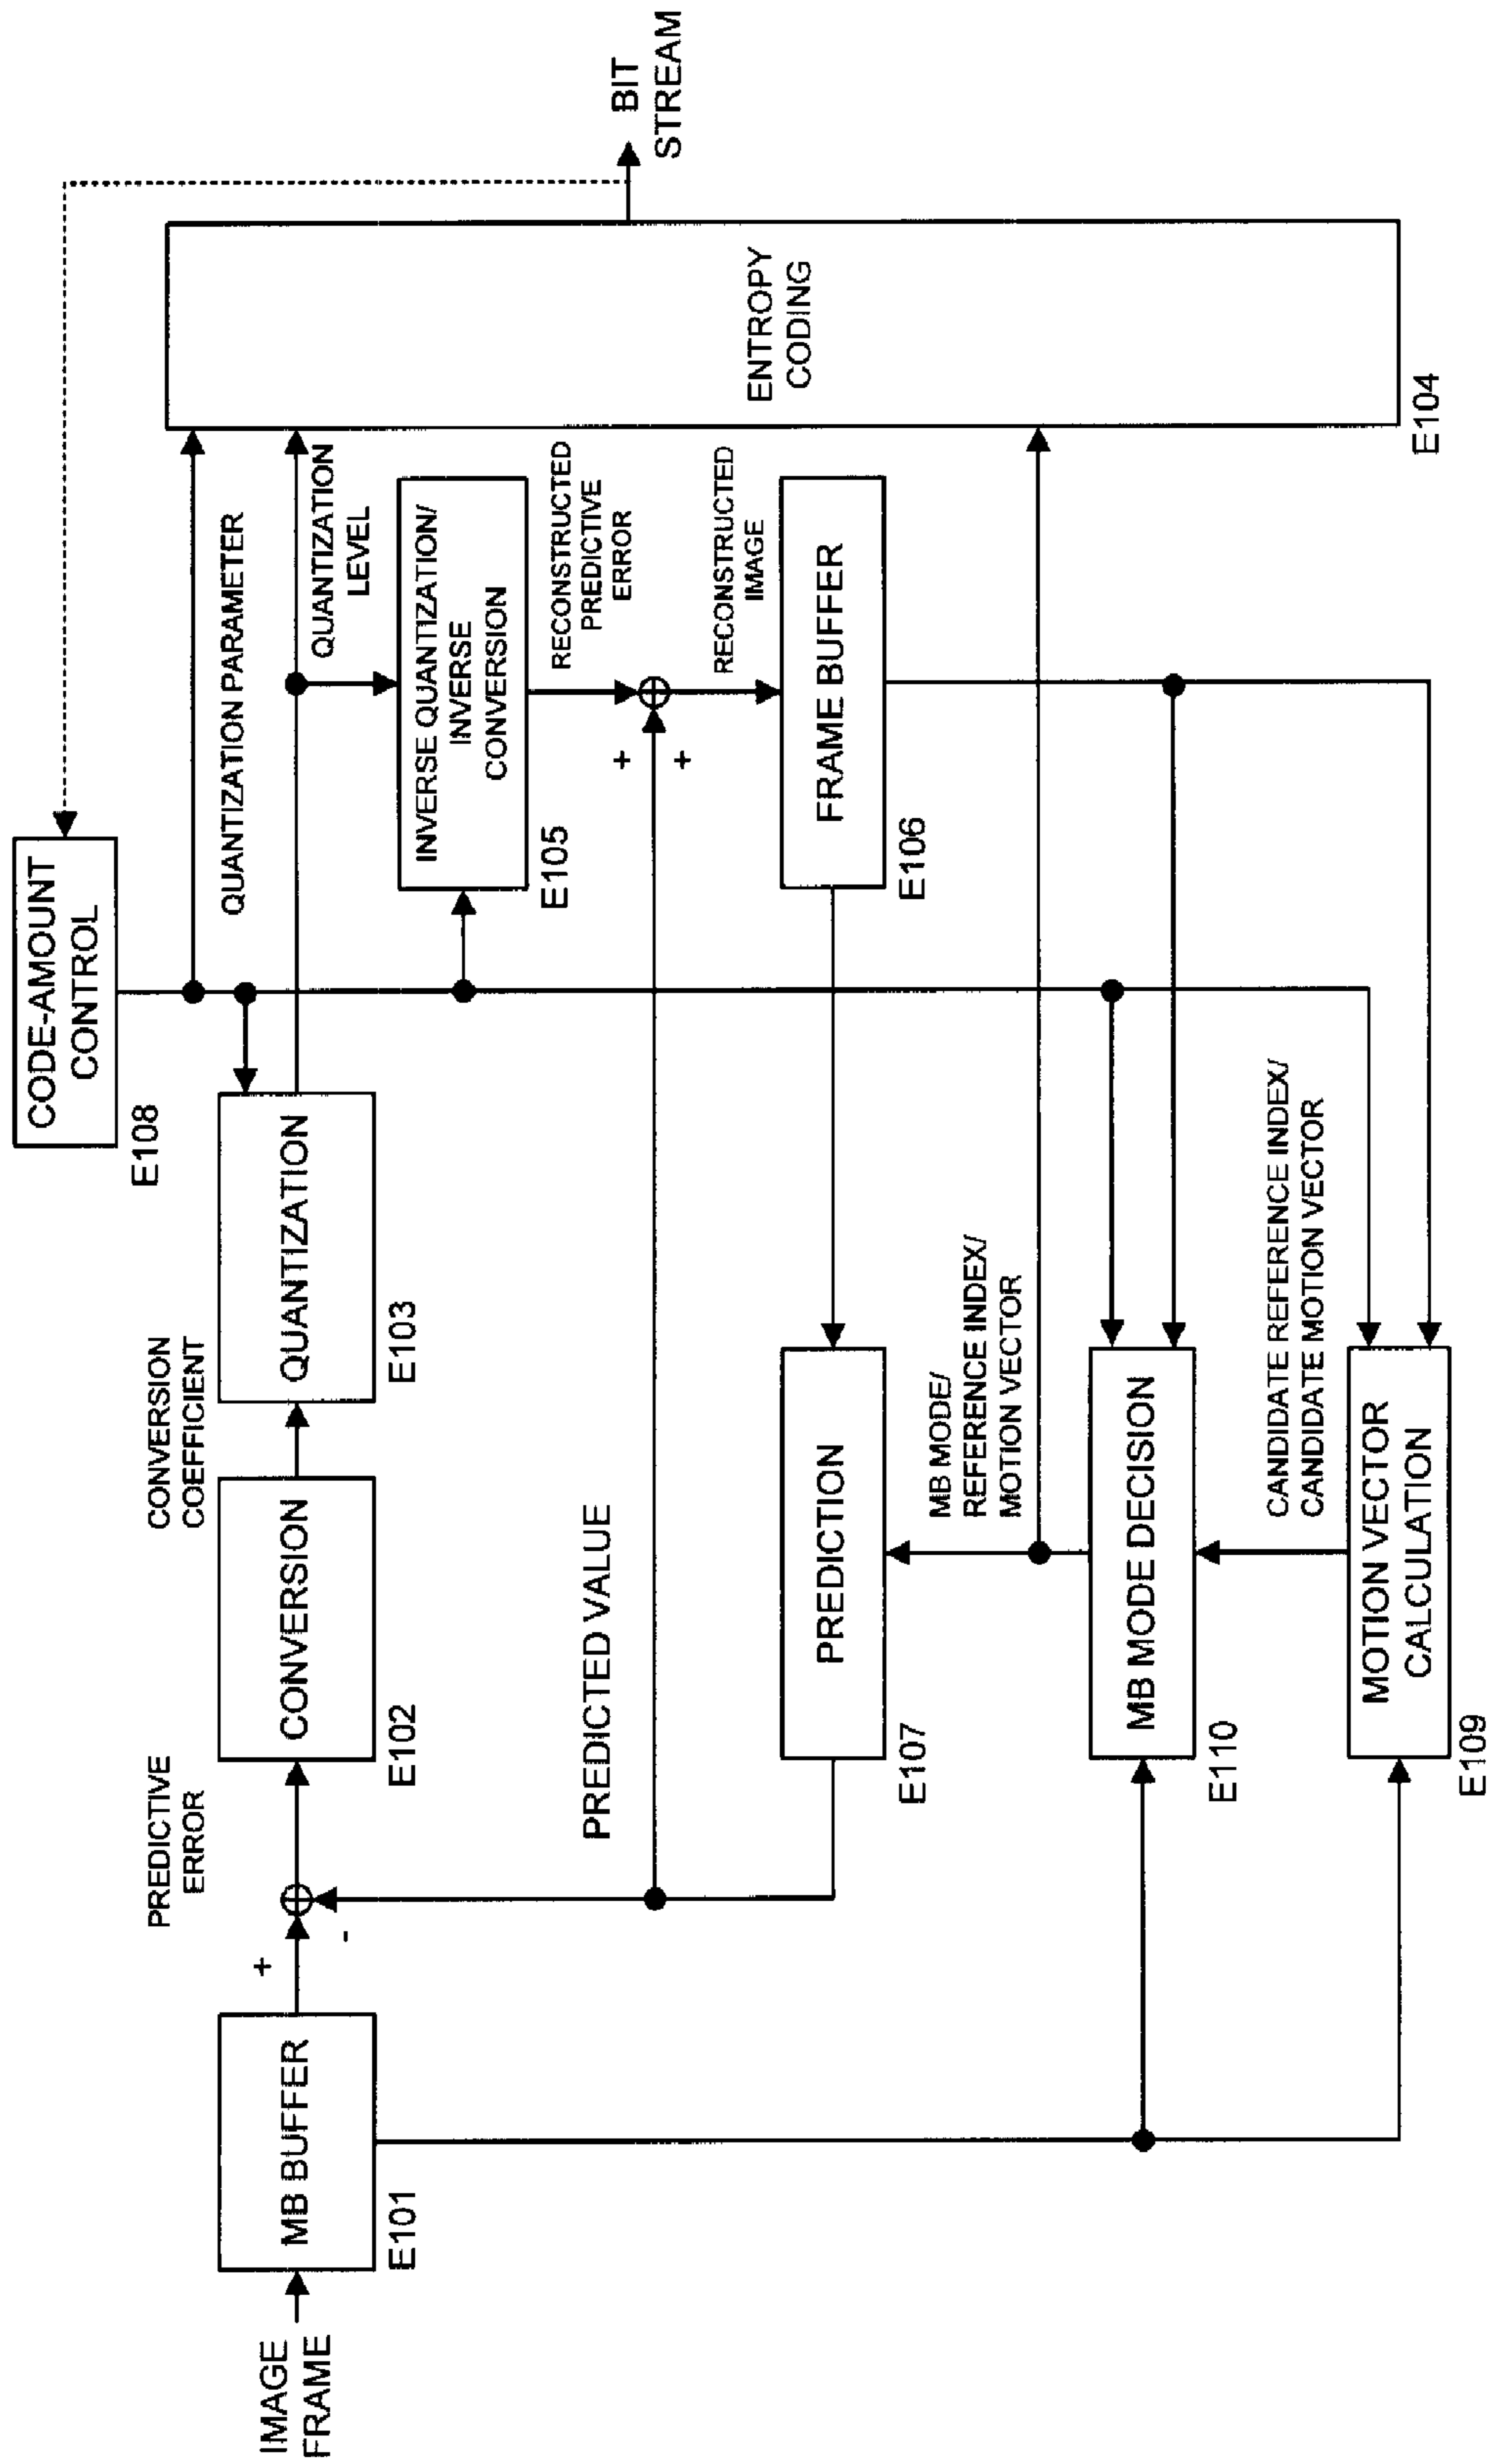 IMAGE
FRAME
MB BUFFER
E101
+
-
PREDICTIVE
ERROR
CONVERSION
E102
CONVERSION
COEFFICIENT
QUANTIZATION
E103
CODE-AMOUNT
CONTROL
E108
QUANTIZATION PARAMETER
QUANTIZATION
LEVEL
INVERSE QUANTIZATION/
INVERSE
CONVERSION
E105
RECONSTRUCTED
PREDICTIVE
ERROR
+
+
RECONSTRUCTED
IMAGE
FRAME BUFFER
E106
PREDICTED VALUE
PREDICTION
E107
MB MODE/
REFERENCE INDEX/
MOTION VECTOR
MB MODE DECISION
E110
CANDIDATE REFERENCE INDEX/
CANDIDATE MOTION VECTOR
MOTION VECTOR
CALCULATION
E109
ENTROPY
CODING
E104
BIT
STREAM